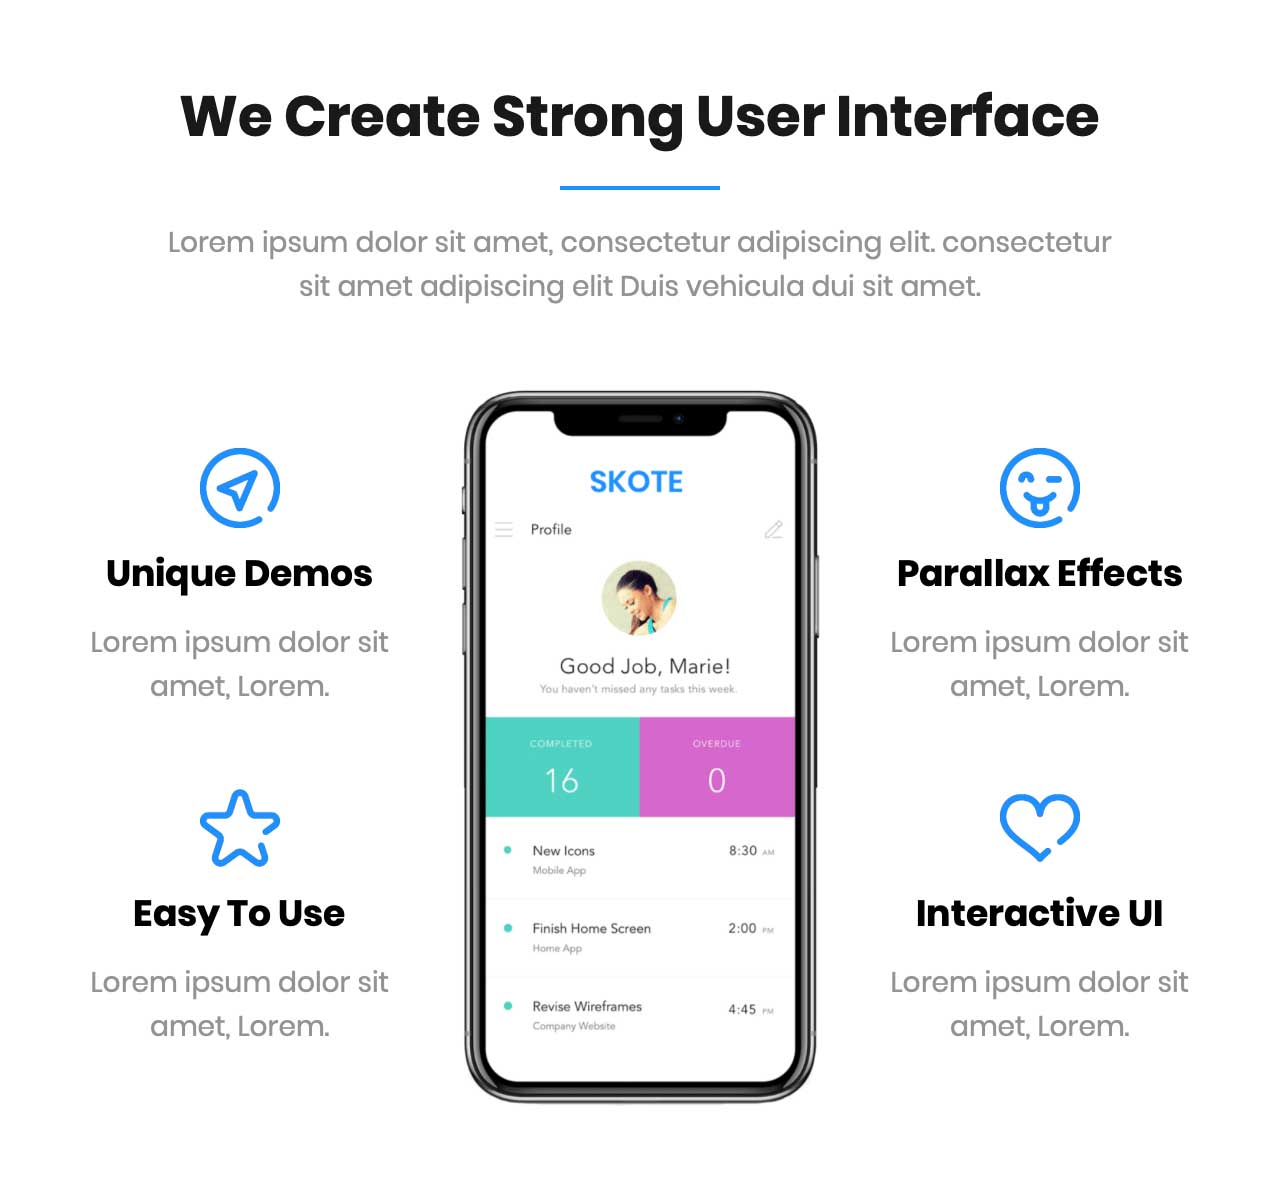 We Create Strong User Interface
Lorem ipsum dolor sit amet, consectetur adipiscing elit. consectetur
sit amet adipiscing elit Duis vehicula dui sit amet.
Unique Demos
Lorem ipsum dolor sit
amet, Lorem.
Easy To Use
Lorem ipsum dolor sit
amet, Lorem.
SKOTE
Profile
Good Job, Marie!
You haven't missed any tasks this week.
COMPLETED
16
OVERDUE
0
New Icons
8:30 AM
Mobile App
Finish Home Screen
2:00 PM
Home App
Revise Wireframes
4:45 PM
Company Website
Parallax Effects
Lorem ipsum dolor sit
amet, Lorem.
Interactive UI
Lorem ipsum dolor sit
amet, Lorem.